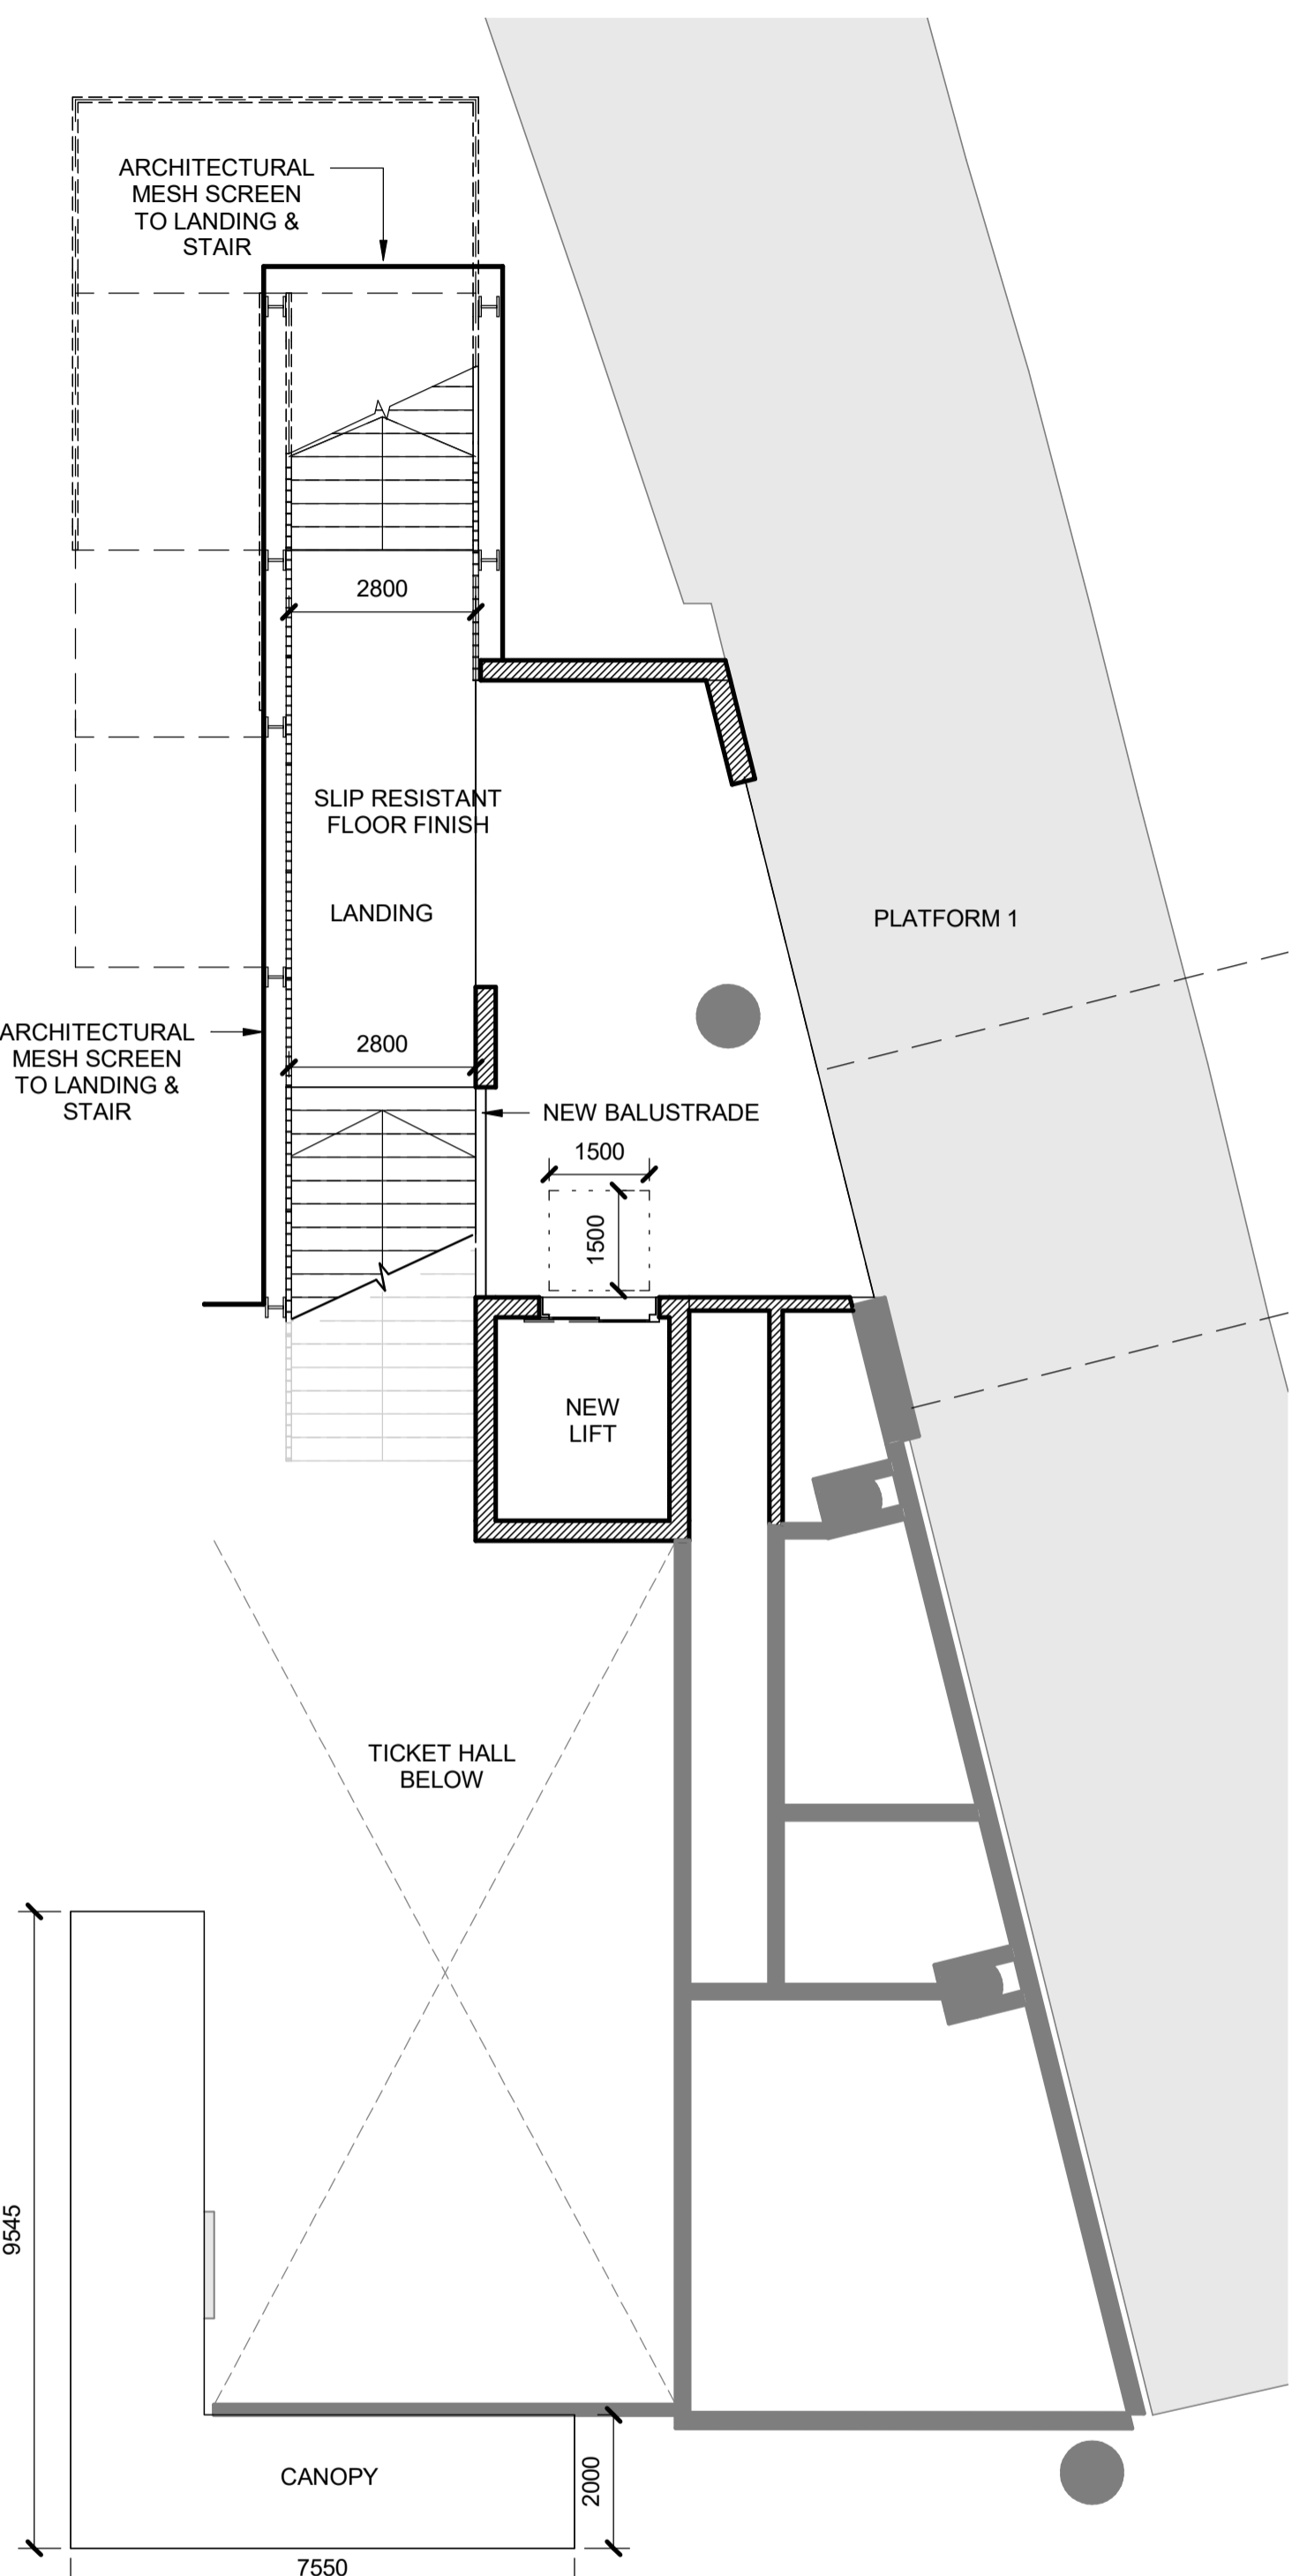 ARCHITECTURAL
MESH SCREEN
TO LANDING &
STAIR
2800
SLIP RESISTANT
FLOOR FINISH
LANDING
PLATFORM 1
ARCHITECTURAL
MESH SCREEN
TO LANDING &
STAIR
2800
NEW BALUSTRADE
1500
1500
NEW
LIFT
TICKET HALL
BELOW
9545
CANOPY
2000
7550